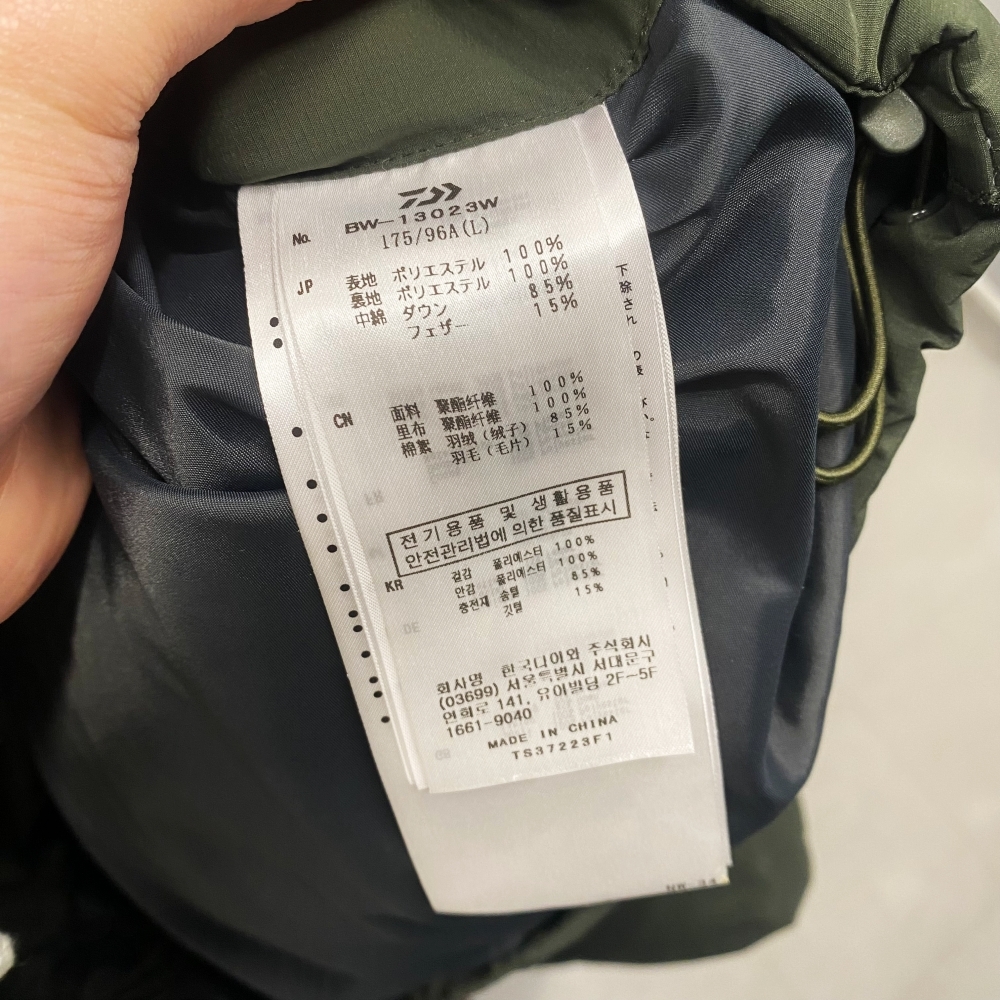 No. BW-13023W
175/96A(L)
JP 表地 ポリエステル 100%
裏地 ポリエステル 100%
中綿 ダウン 85%
フェザー 15%
CN 面料 聚酯纤维 100%
里布 聚酯纤维 100%
棉絮 羽绒(绒子) 85%
羽毛(毛片) 15%
전기용품 및 생활용품
안전관리법에 의한 품질표시
KR 겉감 폴리에스터 100%
안감 폴리에스터 100%
충전재 솜털 85%
깃털 15%
회사명 한국다이와 주식회사
(03699) 서울특별시 서대문구
연희로 141, 유이빌딩 2F-5F
1661-9040
MADE IN CHINA
TS37223F1
下除され